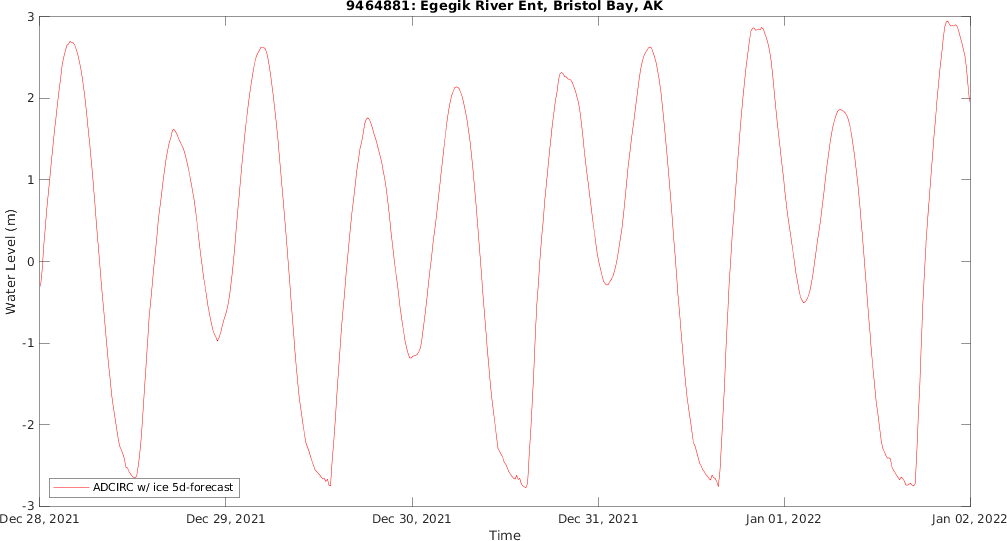 9464881: Egegik River Ent, Bristol Bay, AK
3
2
1
0
-1
-2
-3
Water Level (m)
ADCIRC w/ ice 5d-forecast
Dec 28, 2021 Dec 29, 2021 Dec 30, 2021 Dec 31, 2021 Jan 01, 2022 Jan 02, 2022
Time